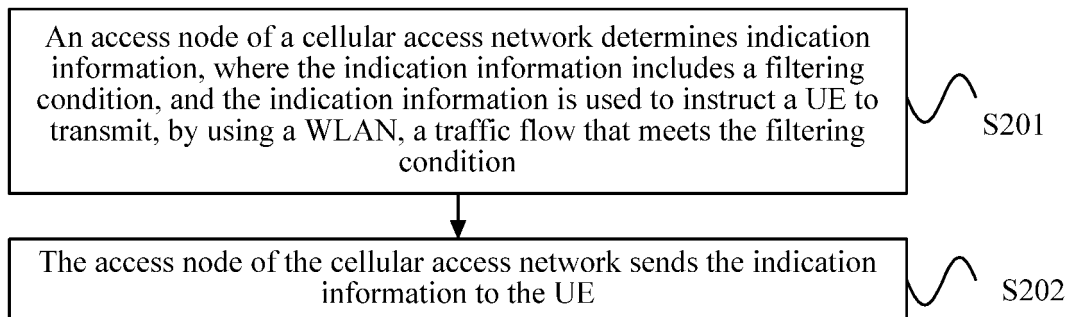 An access node of a cellular access network determines indication
information, where the indication information includes a filtering
condition, and the indication information is used to instruct a UE to
transmit, by using a WLAN, a traffic flow that meets the filtering
condition
S201
The access node of the cellular access network sends the indication
information to the UE
S202